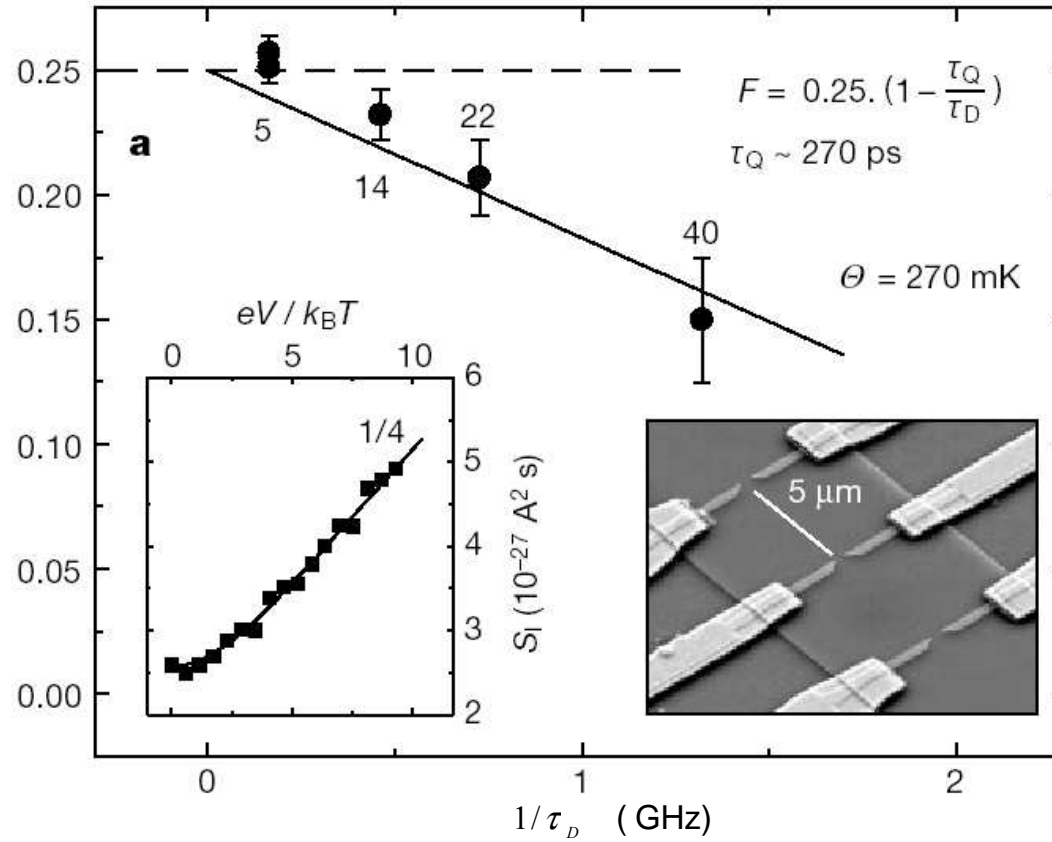 0.25
0.20
0.15
0.10
0.05
0.00
a
5
14
22
40
F = 0.25. (1 – τQ/τD)
τQ ~ 270 ps
Θ = 270 mK
eV / kBT
0 5 10
1/4
6
5
4
3
2
SI (10–27 A2 s)
5 µm
0 1 2
1/τD ( GHz)